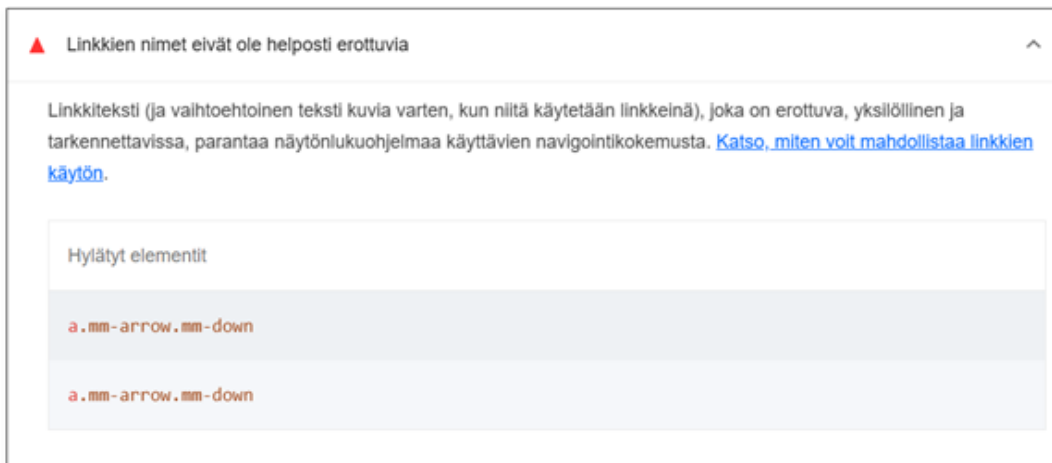 Linkkien nimet eivät ole helposti erottuvia
Linkkiteksti (ja vaihtoehtoinen teksti kuvia varten, kun niitä käytetään linkkeinä), joka on erottuva, yksilöllinen ja
tarkennettavissa, parantaa näytönlukuohjelmaa käyttävien navigointikokemusta. Katso, miten voit mahdollistaa linkkien
käytön.
Hylätyt elementit
a.mm-arrow.mm-down
a.mm-arrow.mm-down